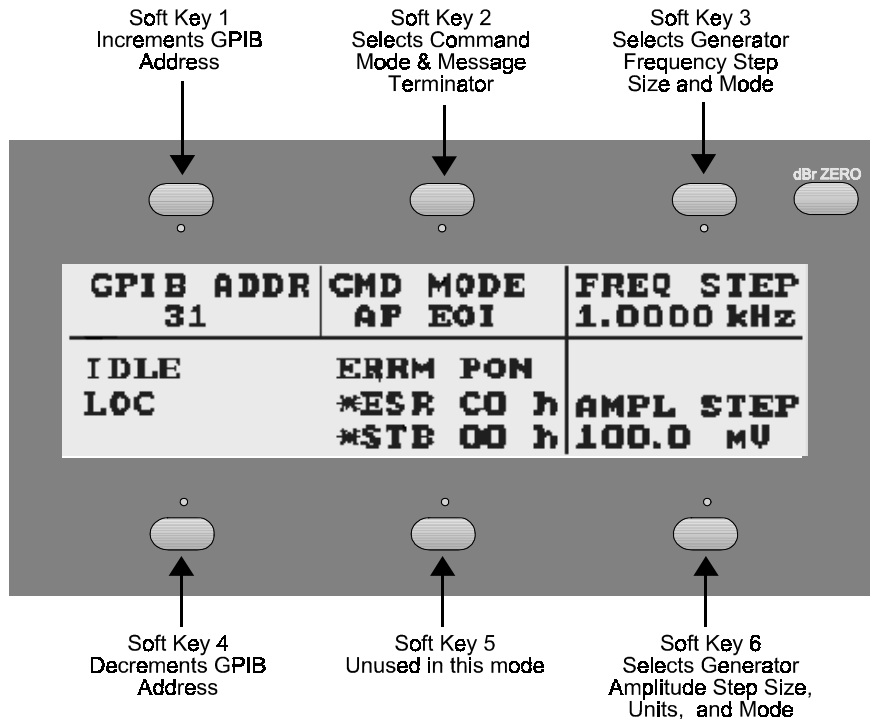 Soft Key 1
Increments GPIB
Address
Soft Key 2
Selects Command
Mode & Message
Terminator
Soft Key 3
Selects Generator
Frequency Step
Size and Mode
dBr ZERO
GPIB ADDR
31
CMD MODE
AP EOI
FREQ STEP
1.0000 kHz
IDLE
LOC
ERRM PON
*ESR C0 h
*STB 00 h
AMPL STEP
100.0 mV
Soft Key 4
Decrements GPIB
Address
Soft Key 5
Unused in this mode
Soft Key 6
Selects Generator
Amplitude Step Size,
Units, and Mode